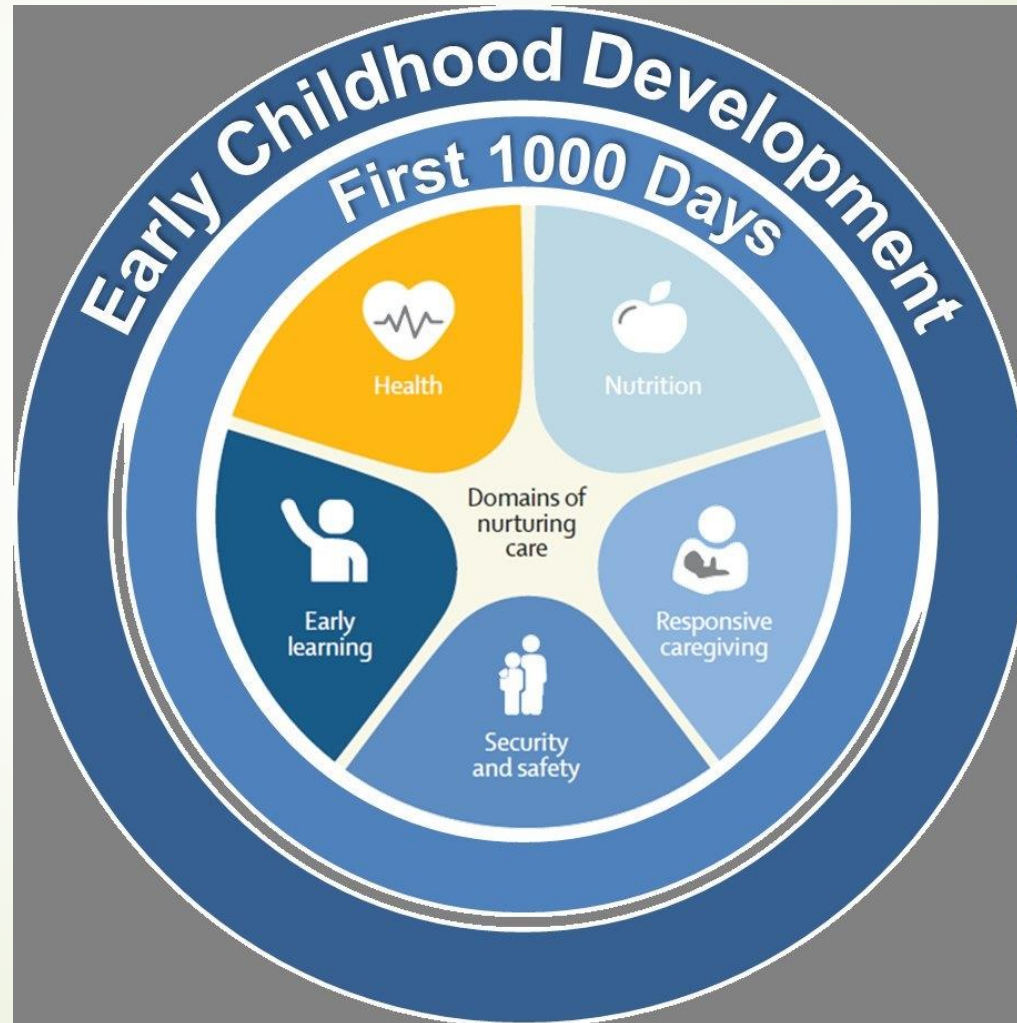 Early Childhood Development
First 1000 Days
Health
Nutrition
Domains of
nurturing
care
Early
learning
Responsive
caregiving
Security
and safety